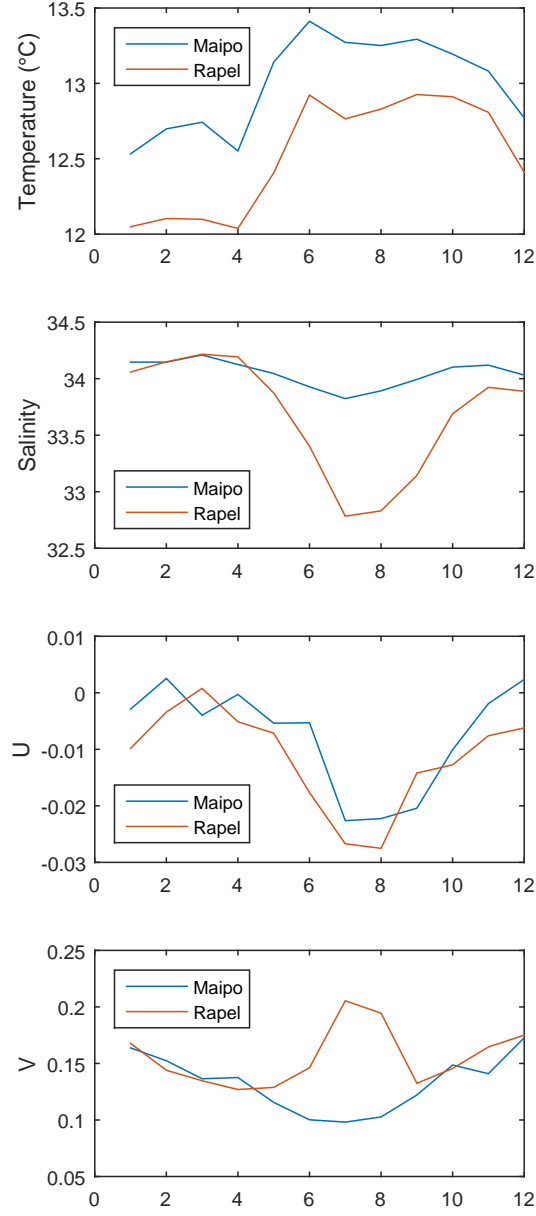 Temperature (°C)
13.5
13
12.5
12
Maipo
Rapel
0 2 4 6 8 10 12
Salinity
34.5
34
33.5
33
32.5
Maipo
Rapel
0 2 4 6 8 10 12
U
0.01
0
-0.01
-0.02
-0.03
Maipo
Rapel
0 2 4 6 8 10 12
V
0.25
0.2
0.15
0.1
0.05
Maipo
Rapel
0 2 4 6 8 10 12